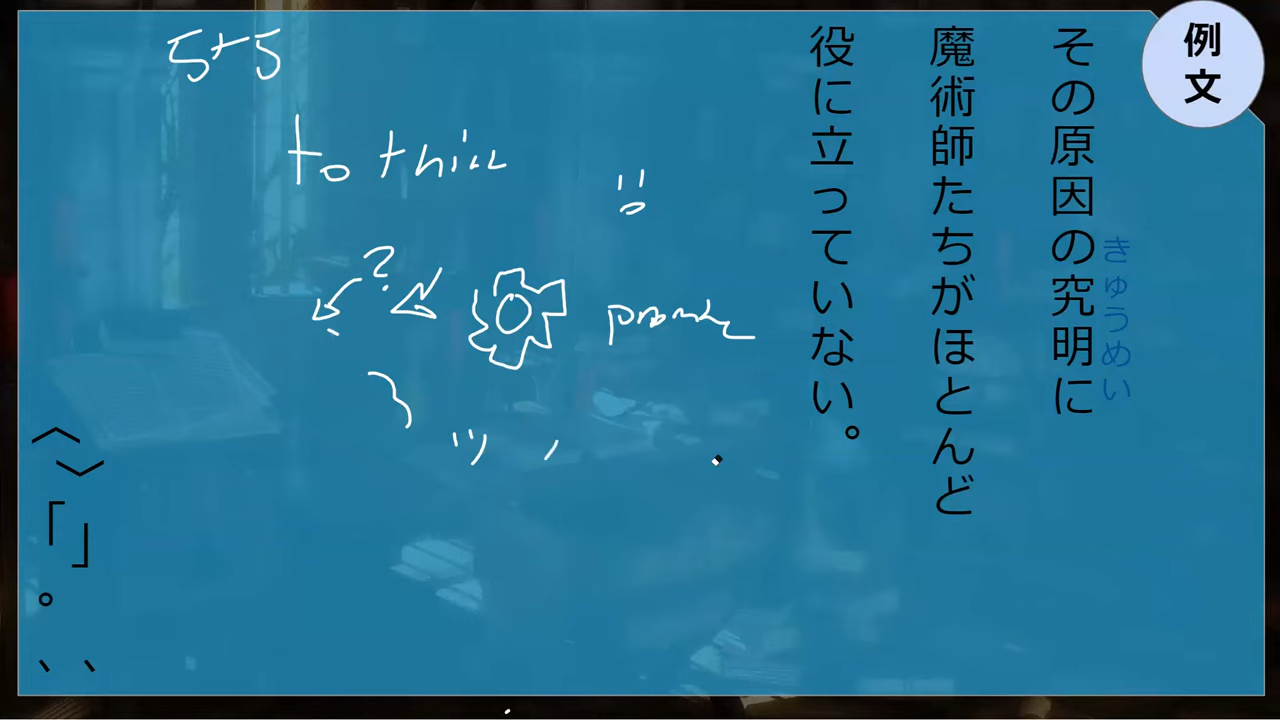 例文
その原因の究明に
きゅうめい
魔術師たちがほとんど
役に立っていない。
5+5
to thin
?
〈〉「」。、、